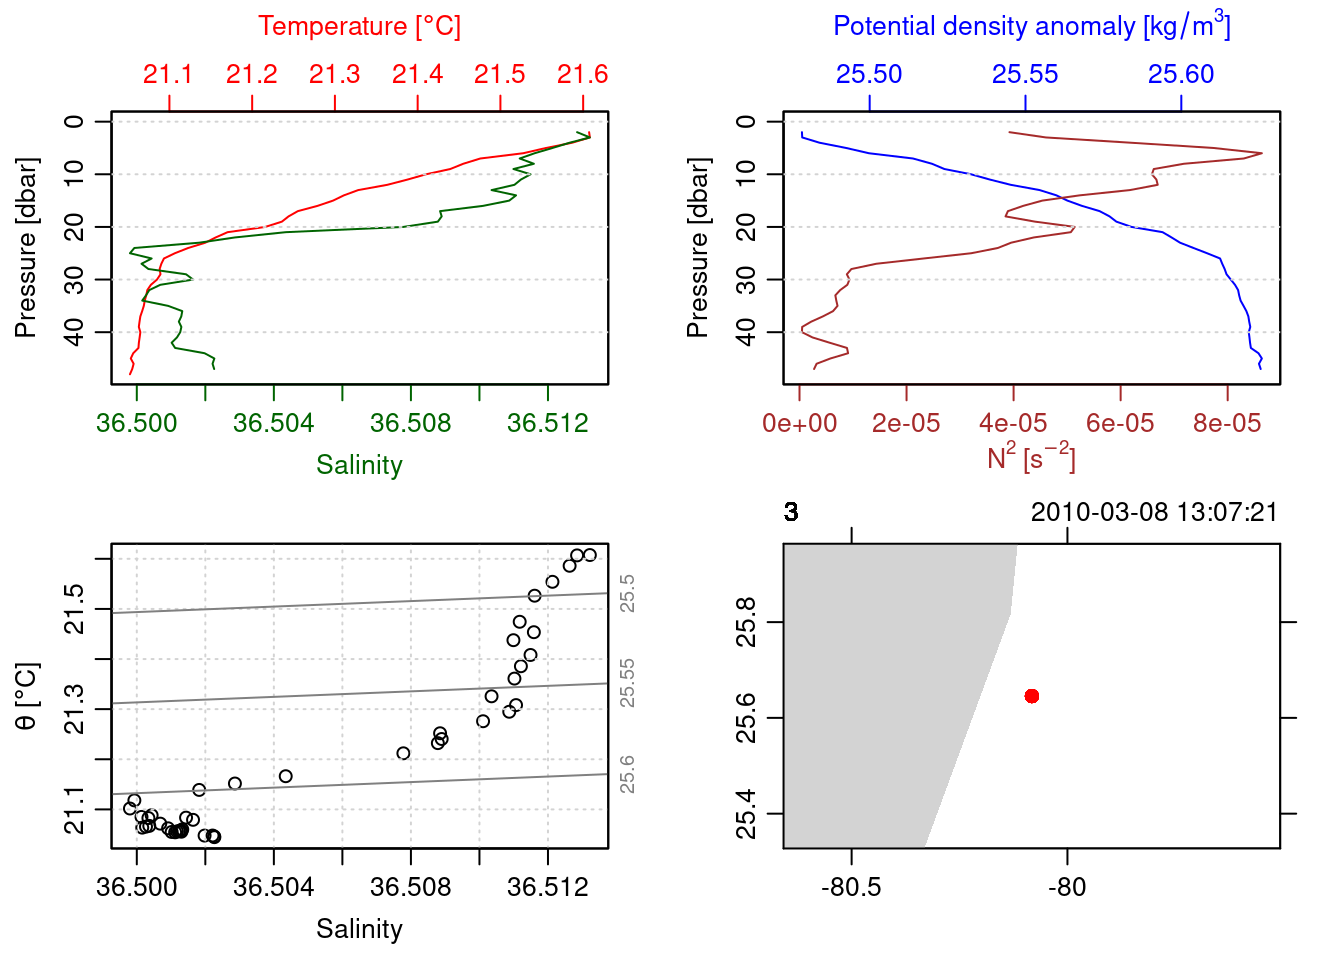 Temperature [°C]
21.1 21.2 21.3 21.4 21.5 21.6
Pressure [dbar]
0 10 20 30 40
36.500 36.504 36.508 36.512
Salinity
Potential density anomaly [kg/m³]
25.50 25.55 25.60
Pressure [dbar]
0 10 20 30 40
0e+00 2e-05 4e-05 6e-05 8e-05
N² [s⁻²]
θ [°C]
21.1 21.3 21.5
25.5
25.55
25.6
36.500 36.504 36.508 36.512
Salinity
3 2010-03-08 13:07:21
25.4 25.6 25.8
-80.5 -80